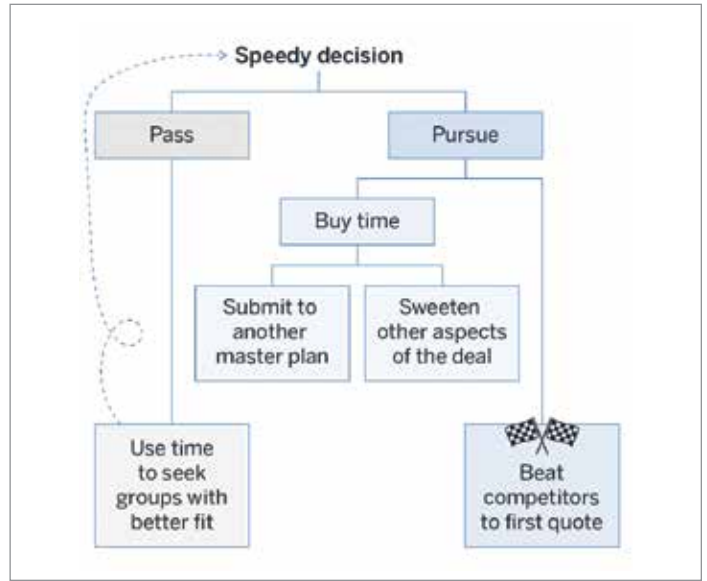 Speedy decision
Pass
Pursue
Buy time
Submit to
another
master plan
Sweeten
other aspects
of the deal
Use time
to seek
groups with
better fit
Beat
competitors
to first quote